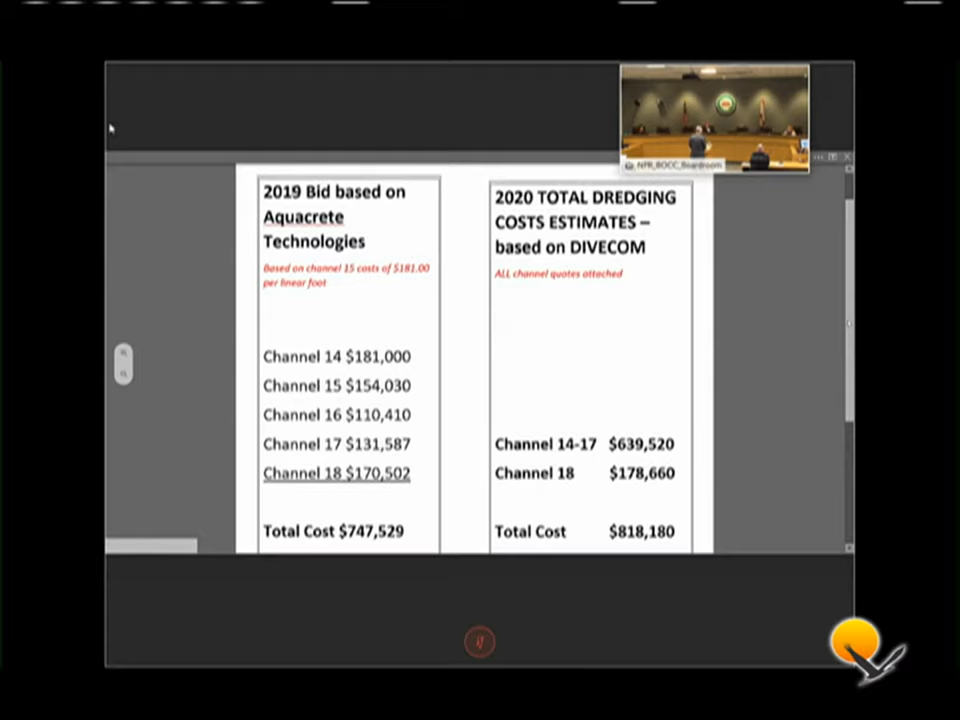 NPR_BOCC_Boardroom
2019 Bid based on
Aquacrete
Technologies
Based on channel 15 costs of $181.00
per linear foot
Channel 14 $181,000
Channel 15 $154,030
Channel 16 $110,410
Channel 17 $131,587
Channel 18 $170,502
Total Cost $747,529
2020 TOTAL DREDGING
COSTS ESTIMATES –
based on DIVECOM
ALL channel quotes attached
Channel 14-17 $639,520
Channel 18 $178,660
Total Cost $818,180